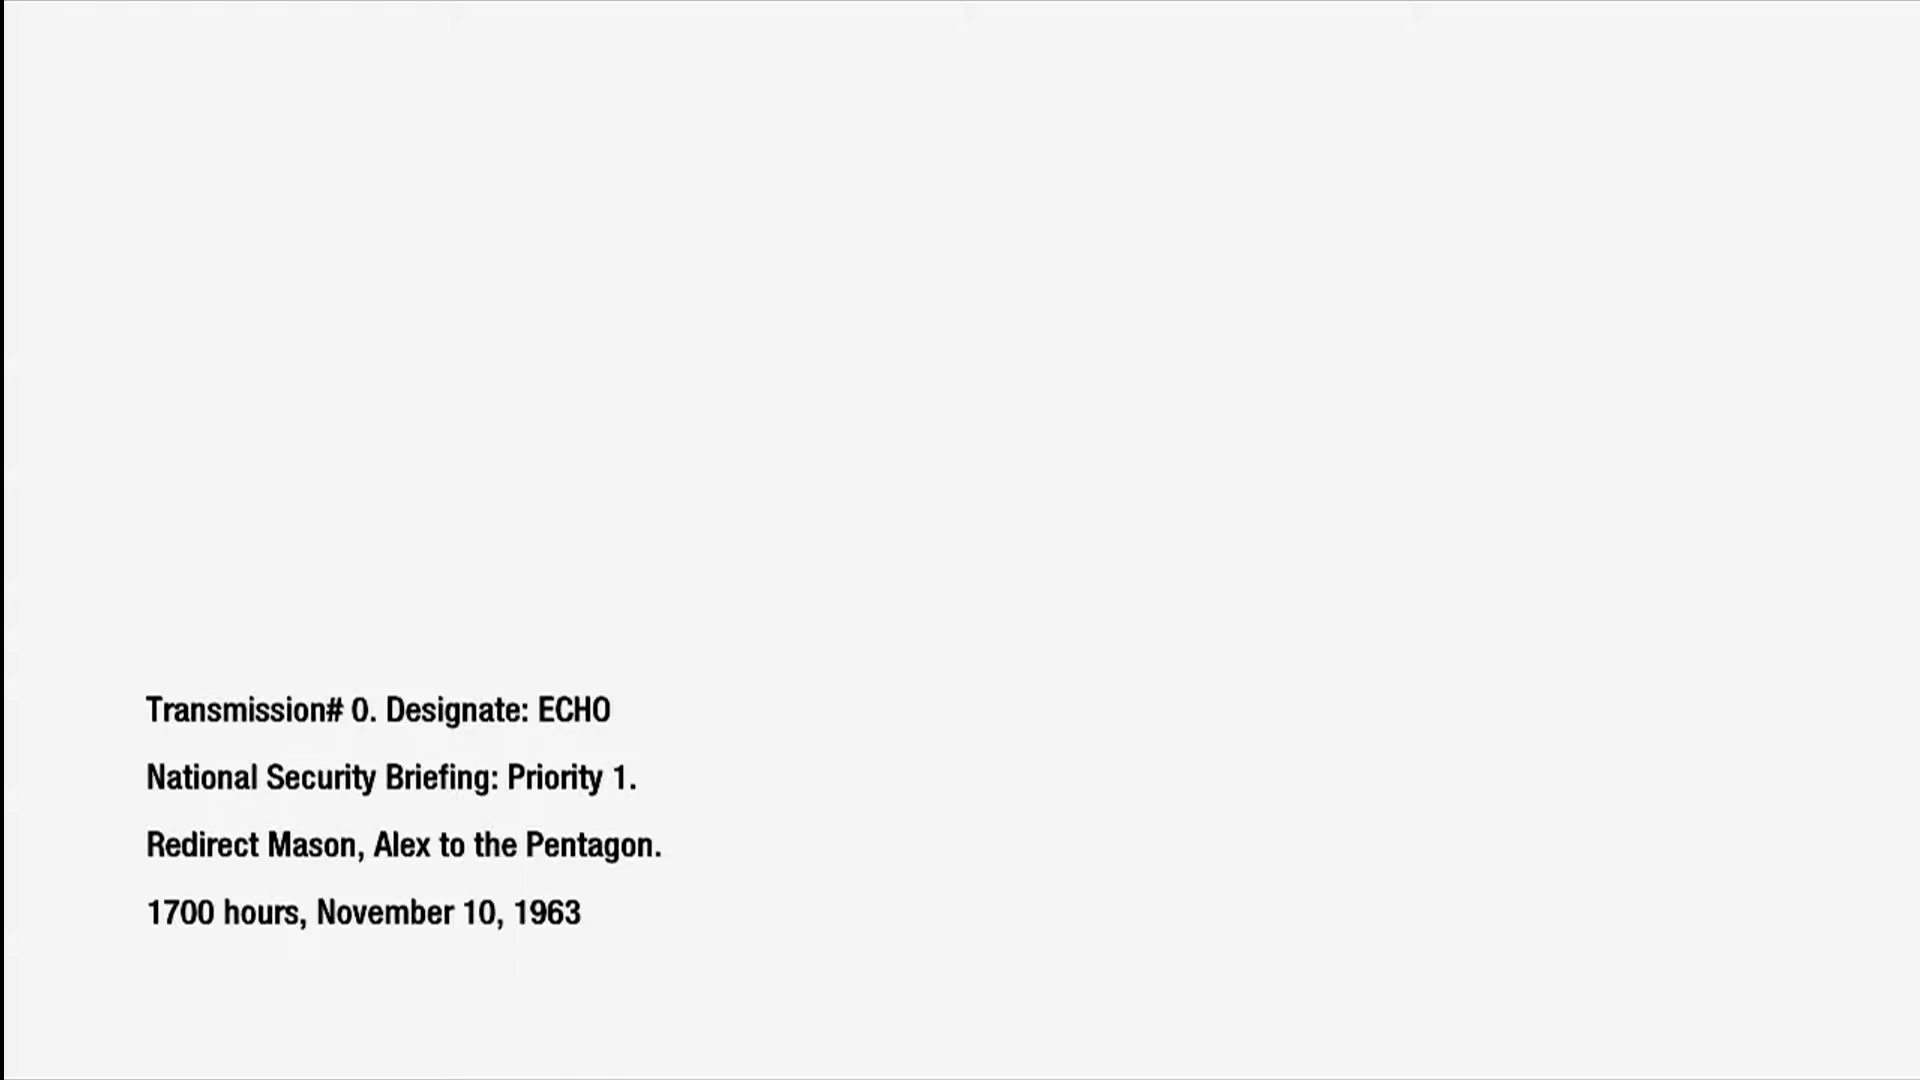 Transmission# 0. Designate: ECHO
National Security Briefing: Priority 1.
Redirect Mason, Alex to the Pentagon.
1700 hours, November 10, 1963